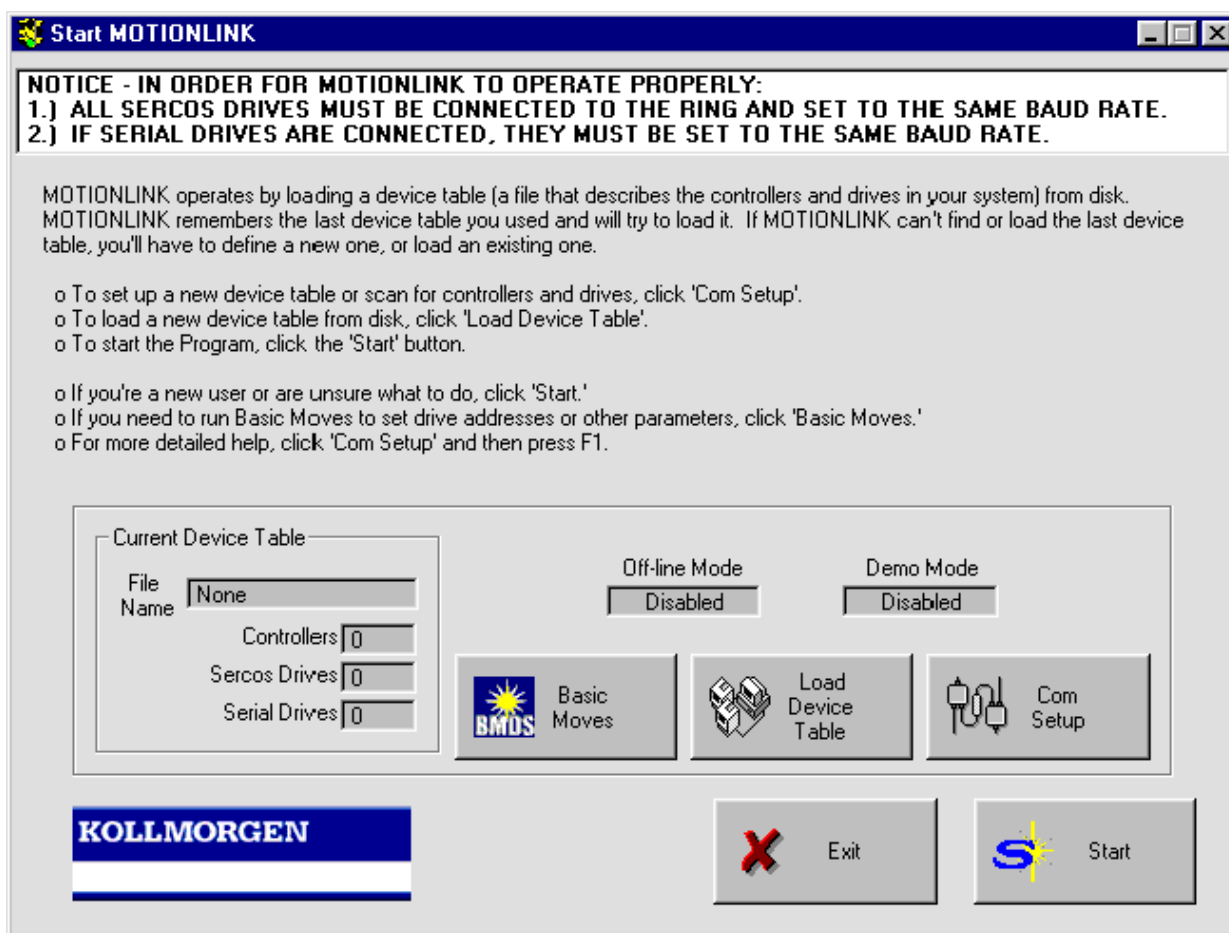 Start MOTIONLINK
NOTICE - IN ORDER FOR MOTIONLINK TO OPERATE PROPERLY:
1.) ALL SERCOS DRIVES MUST BE CONNECTED TO THE RING AND SET TO THE SAME BAUD RATE.
2.) IF SERIAL DRIVES ARE CONNECTED, THEY MUST BE SET TO THE SAME BAUD RATE.
MOTIONLINK operates by loading a device table (a file that describes the controllers and drives in your system) from disk.
MOTIONLINK remembers the last device table you used and will try to load it. If MOTIONLINK can't find or load the last device
table, you'll have to define a new one, or load an existing one.
o To set up a new device table or scan for controllers and drives, click 'Com Setup'.
o To load a new device table from disk, click 'Load Device Table'.
o To start the Program, click the 'Start' button.
o If you're a new user or are unsure what to do, click 'Start.'
o If you need to run Basic Moves to set drive addresses or other parameters, click 'Basic Moves.'
o For more detailed help, click 'Com Setup' and then press F1.
Current Device Table
File
Name
None
Controllers 0
Sercos Drives 0
Serial Drives 0
Off-line Mode
Disabled
Demo Mode
Disabled
BMDS
Basic
Moves
Load
Device
Table
Com
Setup
KOLLMORGEN
Exit
S
Start